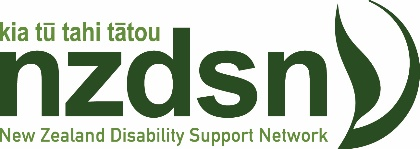 kia tū tahi tātou
nzdsn
New Zealand Disability Support Network